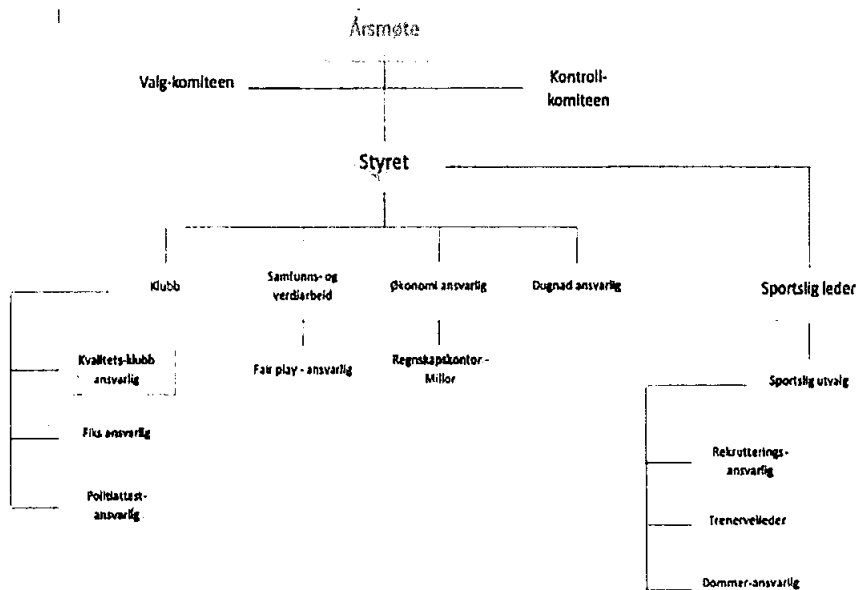 Årsmøte
Valg-komiteen
Kontroll-
komiteen
Styret
Klubb
Samfunns- og
verdiarbeid
Økonomi ansvarlig
Dugnad ansvarlig
Sportslig leder
Kvalitets-klubb
ansvarlig
Fair play - ansvarlig
Regnskapskontor -
Millor
Sportslig utvalg
Fiks ansvarlig
Politiattest-
ansvarlig
Rekrutterings-
ansvarlig
Trenerveileder
Dommer-ansvarlig